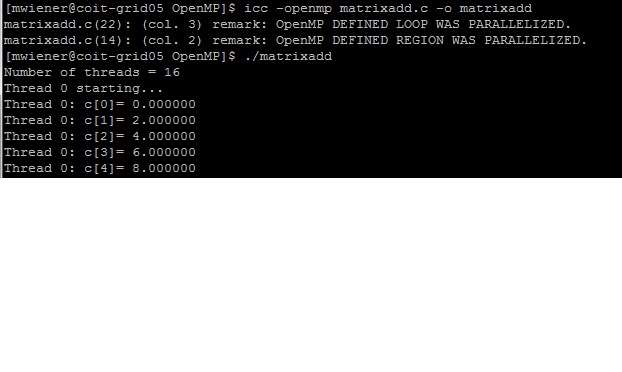 [mwiener@coit-grid05 OpenMP]$ icc -openmp matrixadd.c -o matrixadd
matrixadd.c(22): (col. 3) remark: OpenMP DEFINED LOOP WAS PARALLELIZED.
matrixadd.c(14): (col. 2) remark: OpenMP DEFINED REGION WAS PARALLELIZED.
[mwiener@coit-grid05 OpenMP]$ ./matrixadd
Number of threads = 16
Thread 0 starting...
Thread 0: c[0]= 0.000000
Thread 0: c[1]= 2.000000
Thread 0: c[2]= 4.000000
Thread 0: c[3]= 6.000000
Thread 0: c[4]= 8.000000